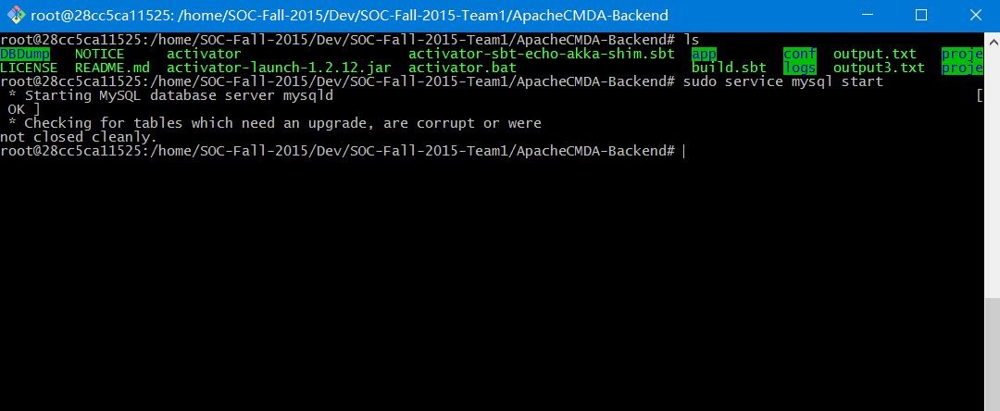 root@28cc5ca11525: /home/SOC-Fall-2015/Dev/SOC-Fall-2015-Team1/ApacheCMDA-Backend
root@28cc5ca11525:/home/SOC-Fall-2015/Dev/SOC-Fall-2015-Team1/ApacheCMDA-Backend# ls
DBDump NOTICE activator activator-sbt-echo-akka-shim.sbt app conf output.txt proje
LICENSE README.md activator-launch-1.2.12.jar activator.bat build.sbt logs output3.txt proje
root@28cc5ca11525:/home/SOC-Fall-2015/Dev/SOC-Fall-2015-Team1/ApacheCMDA-Backend# sudo service mysql start
* Starting MySQL database server mysqld [
OK ]
* Checking for tables which need an upgrade, are corrupt or were
not closed cleanly.
root@28cc5ca11525:/home/SOC-Fall-2015/Dev/SOC-Fall-2015-Team1/ApacheCMDA-Backend#